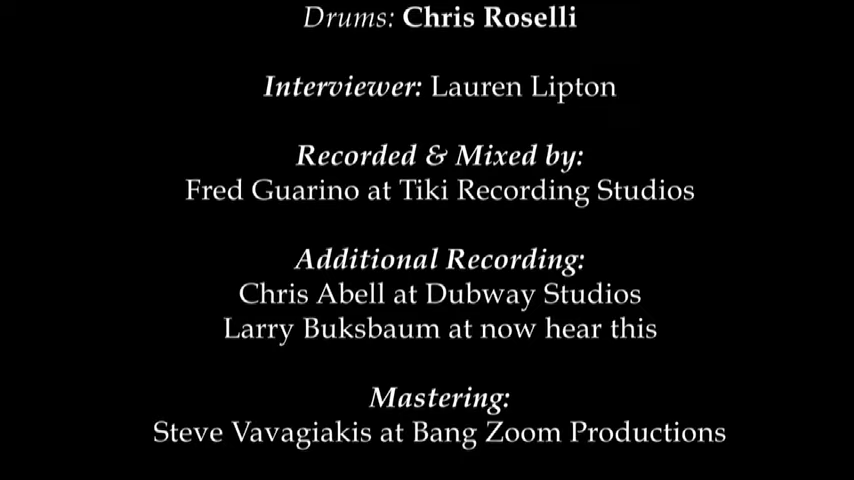 Drums: Chris Roselli
Interviewer: Lauren Lipton
Recorded & Mixed by:
Fred Guarino at Tiki Recording Studios
Additional Recording:
Chris Abell at Dubway Studios
Larry Buksbaum at now hear this
Mastering:
Steve Vavagiakis at Bang Zoom Productions